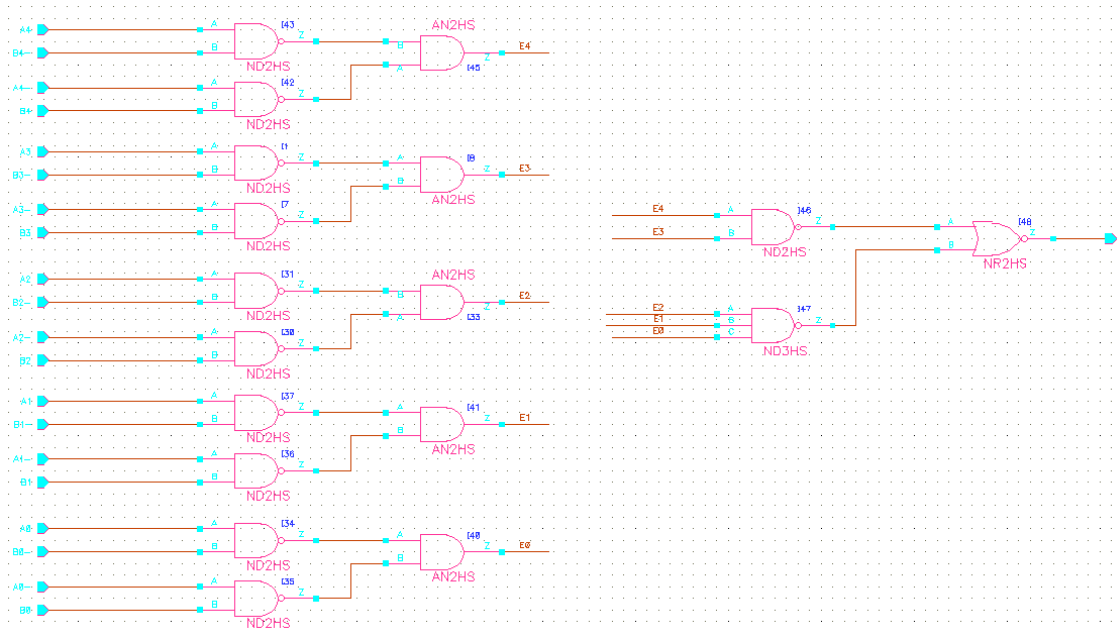 A4 A I43 Z AN2HS
B4- B ND2HS B A Z I45 E4
A4- A I42 Z
B4 B ND2HS
A3 A I1 Z
B3- B ND2HS A B I8 Z E3
A3- A I7 Z AN2HS
B3 B ND2HS
A2 A I31 Z AN2HS
B2- B ND2HS B A Z I33 E2
A2- A I30 Z
B2 B ND2HS
A1 A I37 Z
B1- B ND2HS A B I41 Z E1
A1- A I36 Z AN2HS
B1 B ND2HS
A0 A I34 Z
B0- B ND2HS A B I40 Z E0
A0- A I35 Z AN2HS
B0 B ND2HS
E4 A I46 Z
E3 B ND2HS
A B I48 Z
NR2HS
E2 A I47 Z
E1 B
E0 C
ND3HS